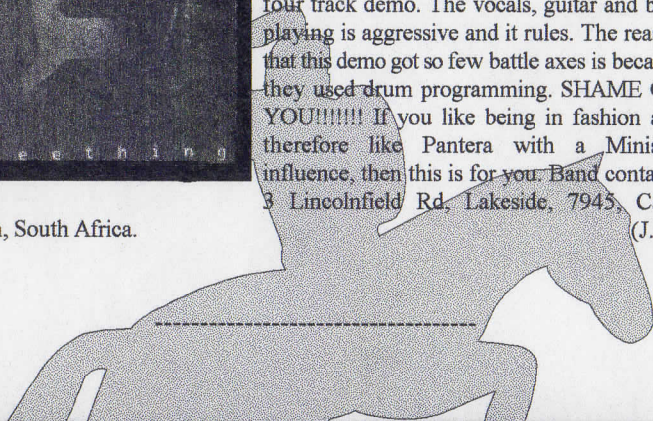 four track demo. The vocals, guitar and b
playing is aggressive and it rules. The rea
that this demo got so few battle axes is beca
they used drum programming. SHAME
YOU!!!!!!! If you like being in fashion a
therefore like Pantera with a Minis
influence, then this is for you. Band conta
3 Lincolnfield Rd, Lakeside, 7945, C
, South Africa.
(J.
e e t h i n g